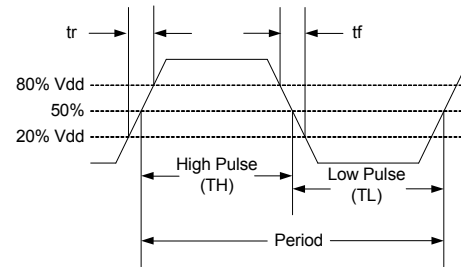 tr
tf
80% Vdd
50%
20% Vdd
High Pulse
(TH)
Low Pulse
(TL)
Period